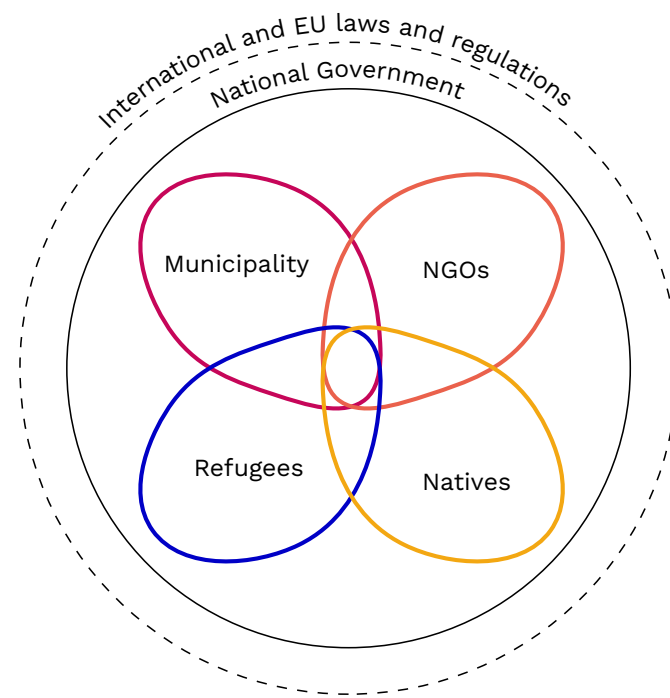 International and EU laws and regulations
National Government
Municipality
NGOs
Refugees
Natives